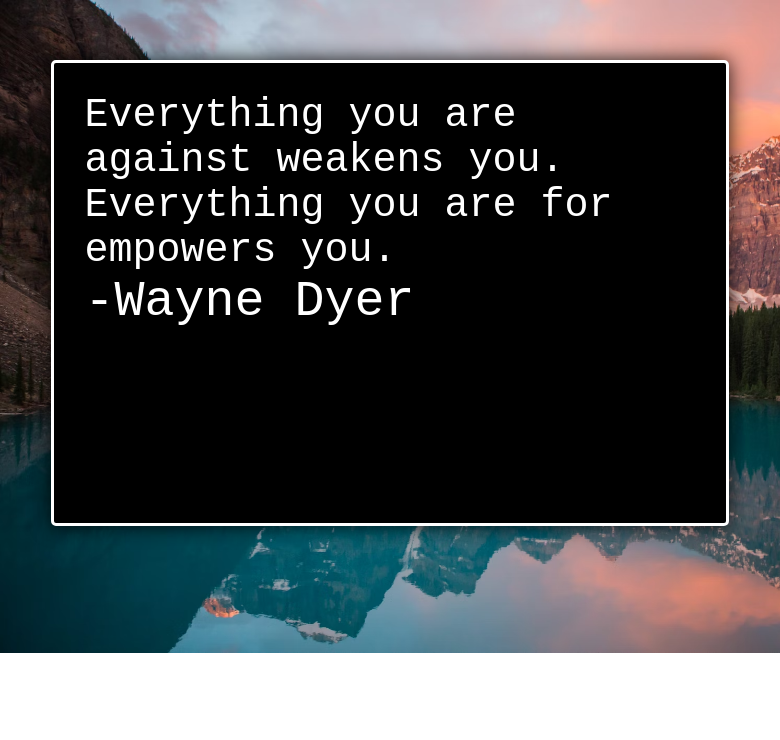 Everything you are
against weakens you.
Everything you are for
empowers you.
-Wayne Dyer